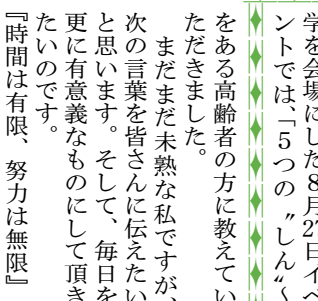 学を会場にした8月27日イベ
ントでは、「5つの〝しん〟〜
をある高齢者の方に教えてい
ただきました。
まだまだ未熟な私ですが、
次の言葉を皆さんに伝えたい
と思います。そして、毎日を
更に有意義なものにして頂き
たいのです。
『時間は有限、努力は無限』